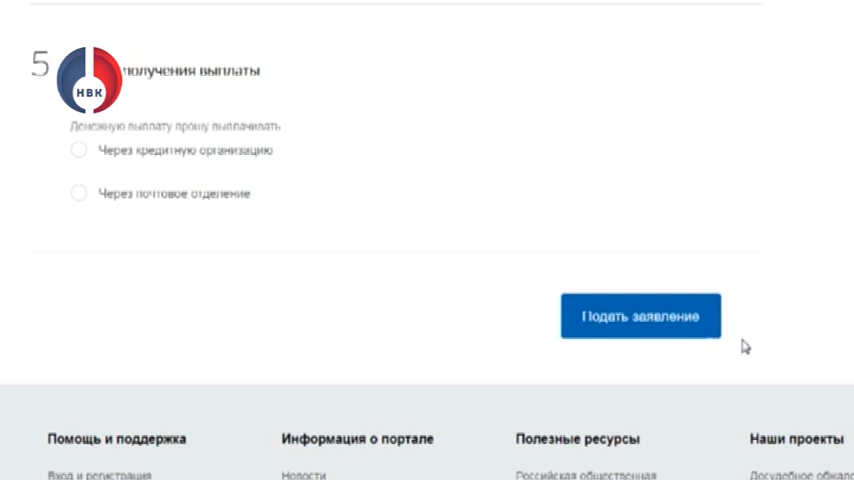 5
получения выплаты
НВК
Денежную выплату прошу выплачивать
Через кредитную организацию
Через почтовое отделение
Подать заявление
Помощь и поддержка
Информация о портале
Полезные ресурсы
Наши проекты
Вход и регистрация
Новости
Российская общественная
Досудебное обжало